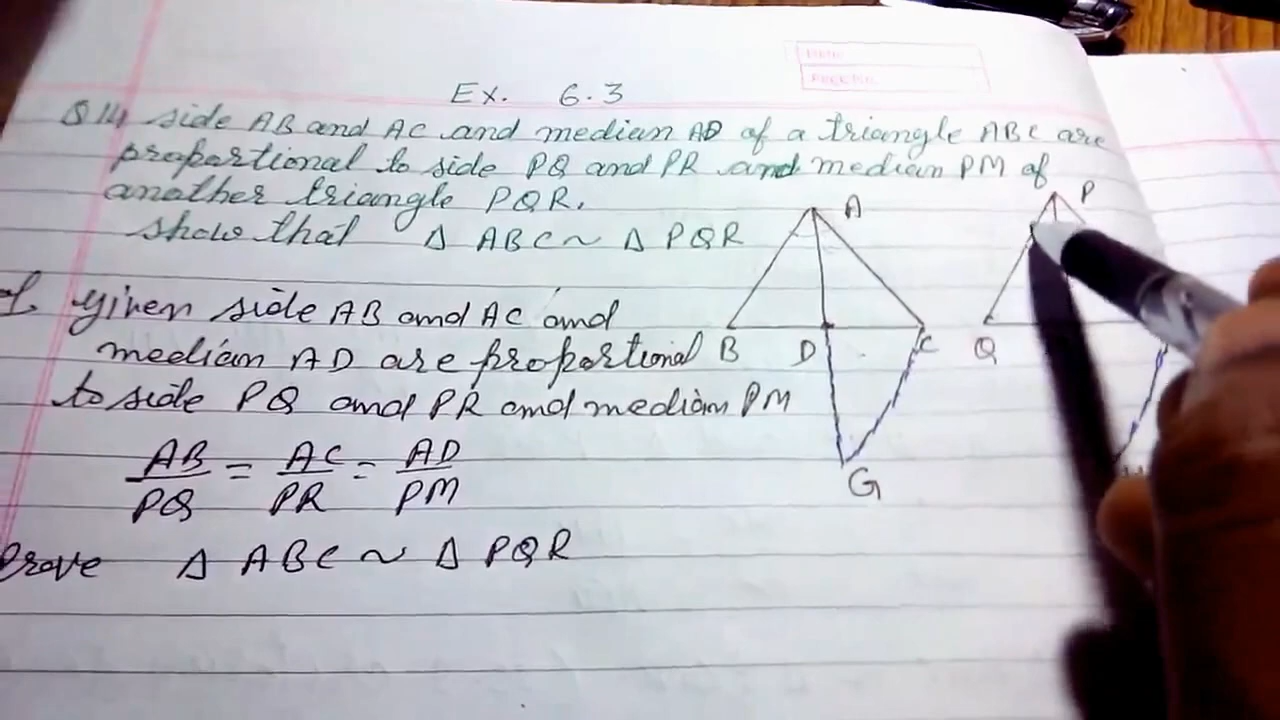 Ex. 6.3
Q14, side AB and AC and median AD of a triangle ABC are
proportional to side PQ and PR and median PM of
another triangle PQR.
show that Δ ABC ~ Δ PQR
given side AB and AC and
median AD are proportional
to side PQ and PR and median PM
AB/PQ = AC/PR = AD/PM
Prove Δ ABC ~ Δ PQR
A
B
D
C
G
P
Q